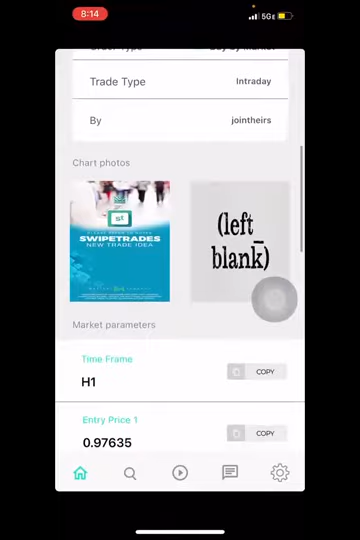 8:14
5GE
Trade Type
Intraday
By
jointheirs
Chart photos
st
SWIPETRADES
NEW TRADE IDEA
(left
blank)
Market parameters
Time Frame
H1
COPY
Entry Price 1
0.97635
COPY